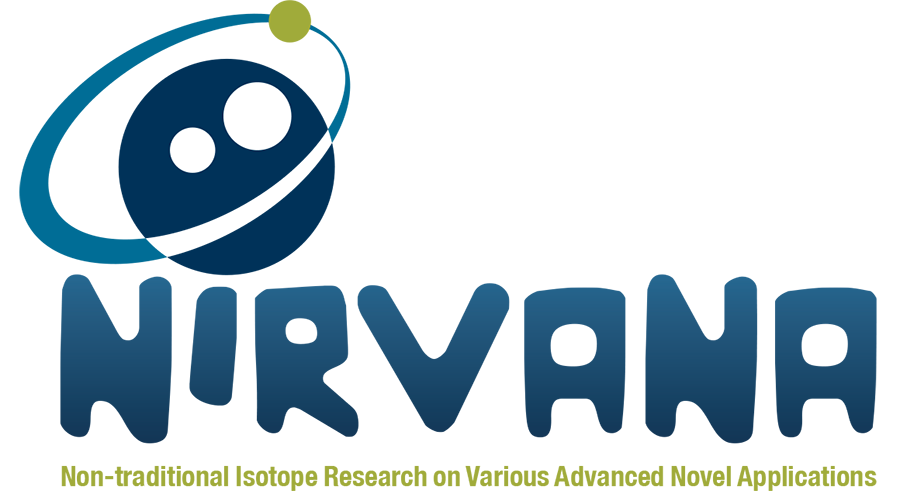 NIRVANA
Non-traditional Isotope Research on Various Advanced Novel Applications